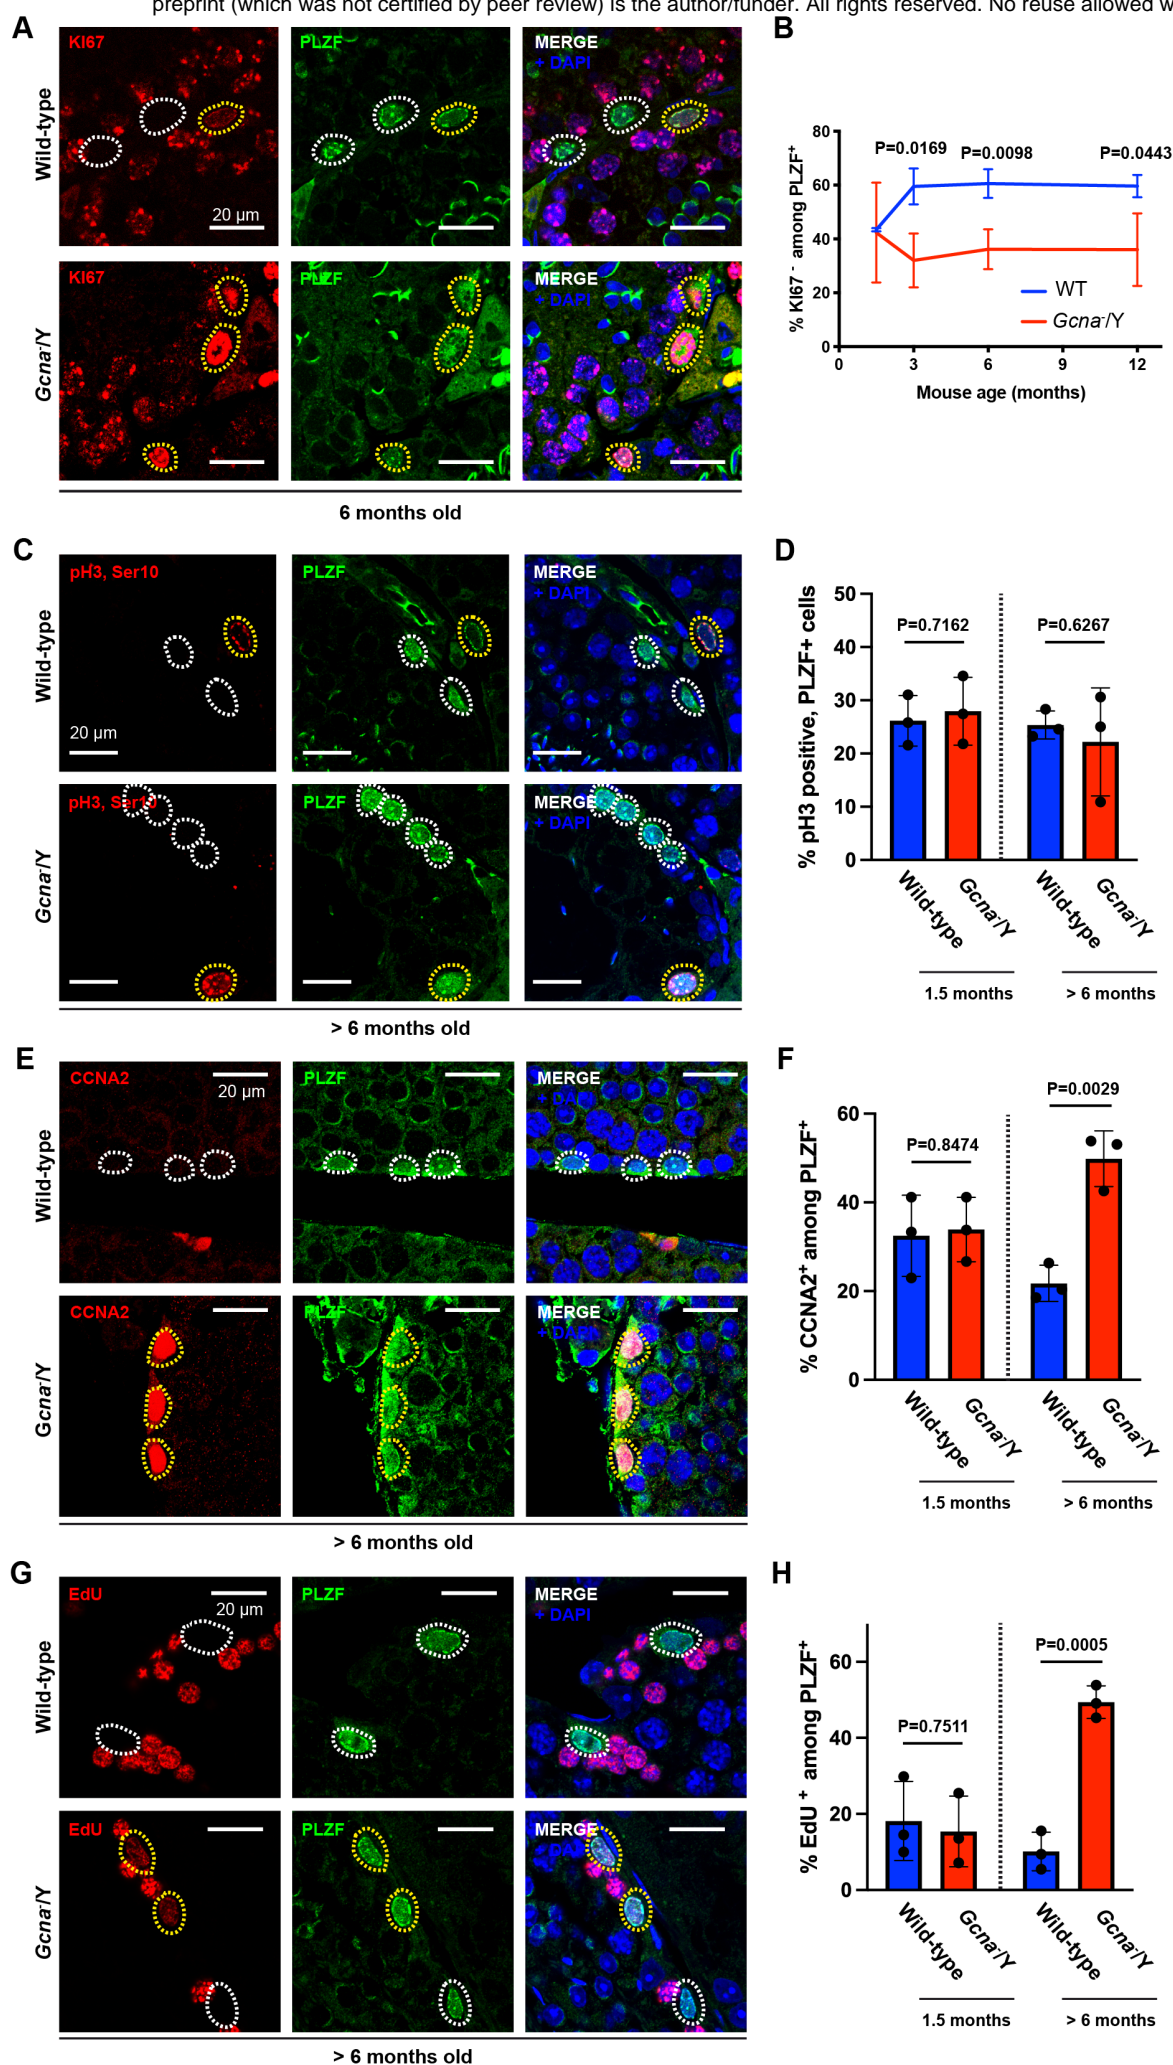 preprint (which was not certified by peer review) is the author/funder. All rights reserved. No reuse allowed w
A
KI67
PLZF
MERGE
+ DAPI
Wild-type
20 µm
KI67
PLZF
MERGE
+ DAPI
Gcna⁻/Y
6 months old
B
% KI67 ⁻ among PLZF⁺
80
60
40
20
0
P=0.0169
P=0.0098
P=0.0443
WT
Gcna⁻/Y
0
3
6
9
12
Mouse age (months)
C
pH3, Ser10
PLZF
MERGE
+ DAPI
Wild-type
20 µm
pH3, Ser10
PLZF
MERGE
+ DAPI
Gcna⁻/Y
> 6 months old
D
% pH3 positive, PLZF+ cells
50
40
30
20
10
0
P=0.7162
P=0.6267
Wild-type
Gcna⁻/Y
Wild-type
Gcna⁻/Y
1.5 months
> 6 months
E
CCNA2
PLZF
MERGE
+ DAPI
Wild-type
20 µm
CCNA2
PLZF
MERGE
+ DAPI
Gcna⁻/Y
> 6 months old
F
% CCNA2⁺ among PLZF⁺
60
40
20
0
P=0.8474
P=0.0029
Wild-type
Gcna⁻/Y
Wild-type
Gcna⁻/Y
1.5 months
> 6 months
G
EdU
PLZF
MERGE
+ DAPI
Wild-type
20 µm
EdU
PLZF
MERGE
+ DAPI
Gcna⁻/Y
> 6 months old
H
% EdU ⁺ among PLZF⁺
60
40
20
0
P=0.7511
P=0.0005
Wild-type
Gcna⁻/Y
Wild-type
Gcna⁻/Y
1.5 months
> 6 months